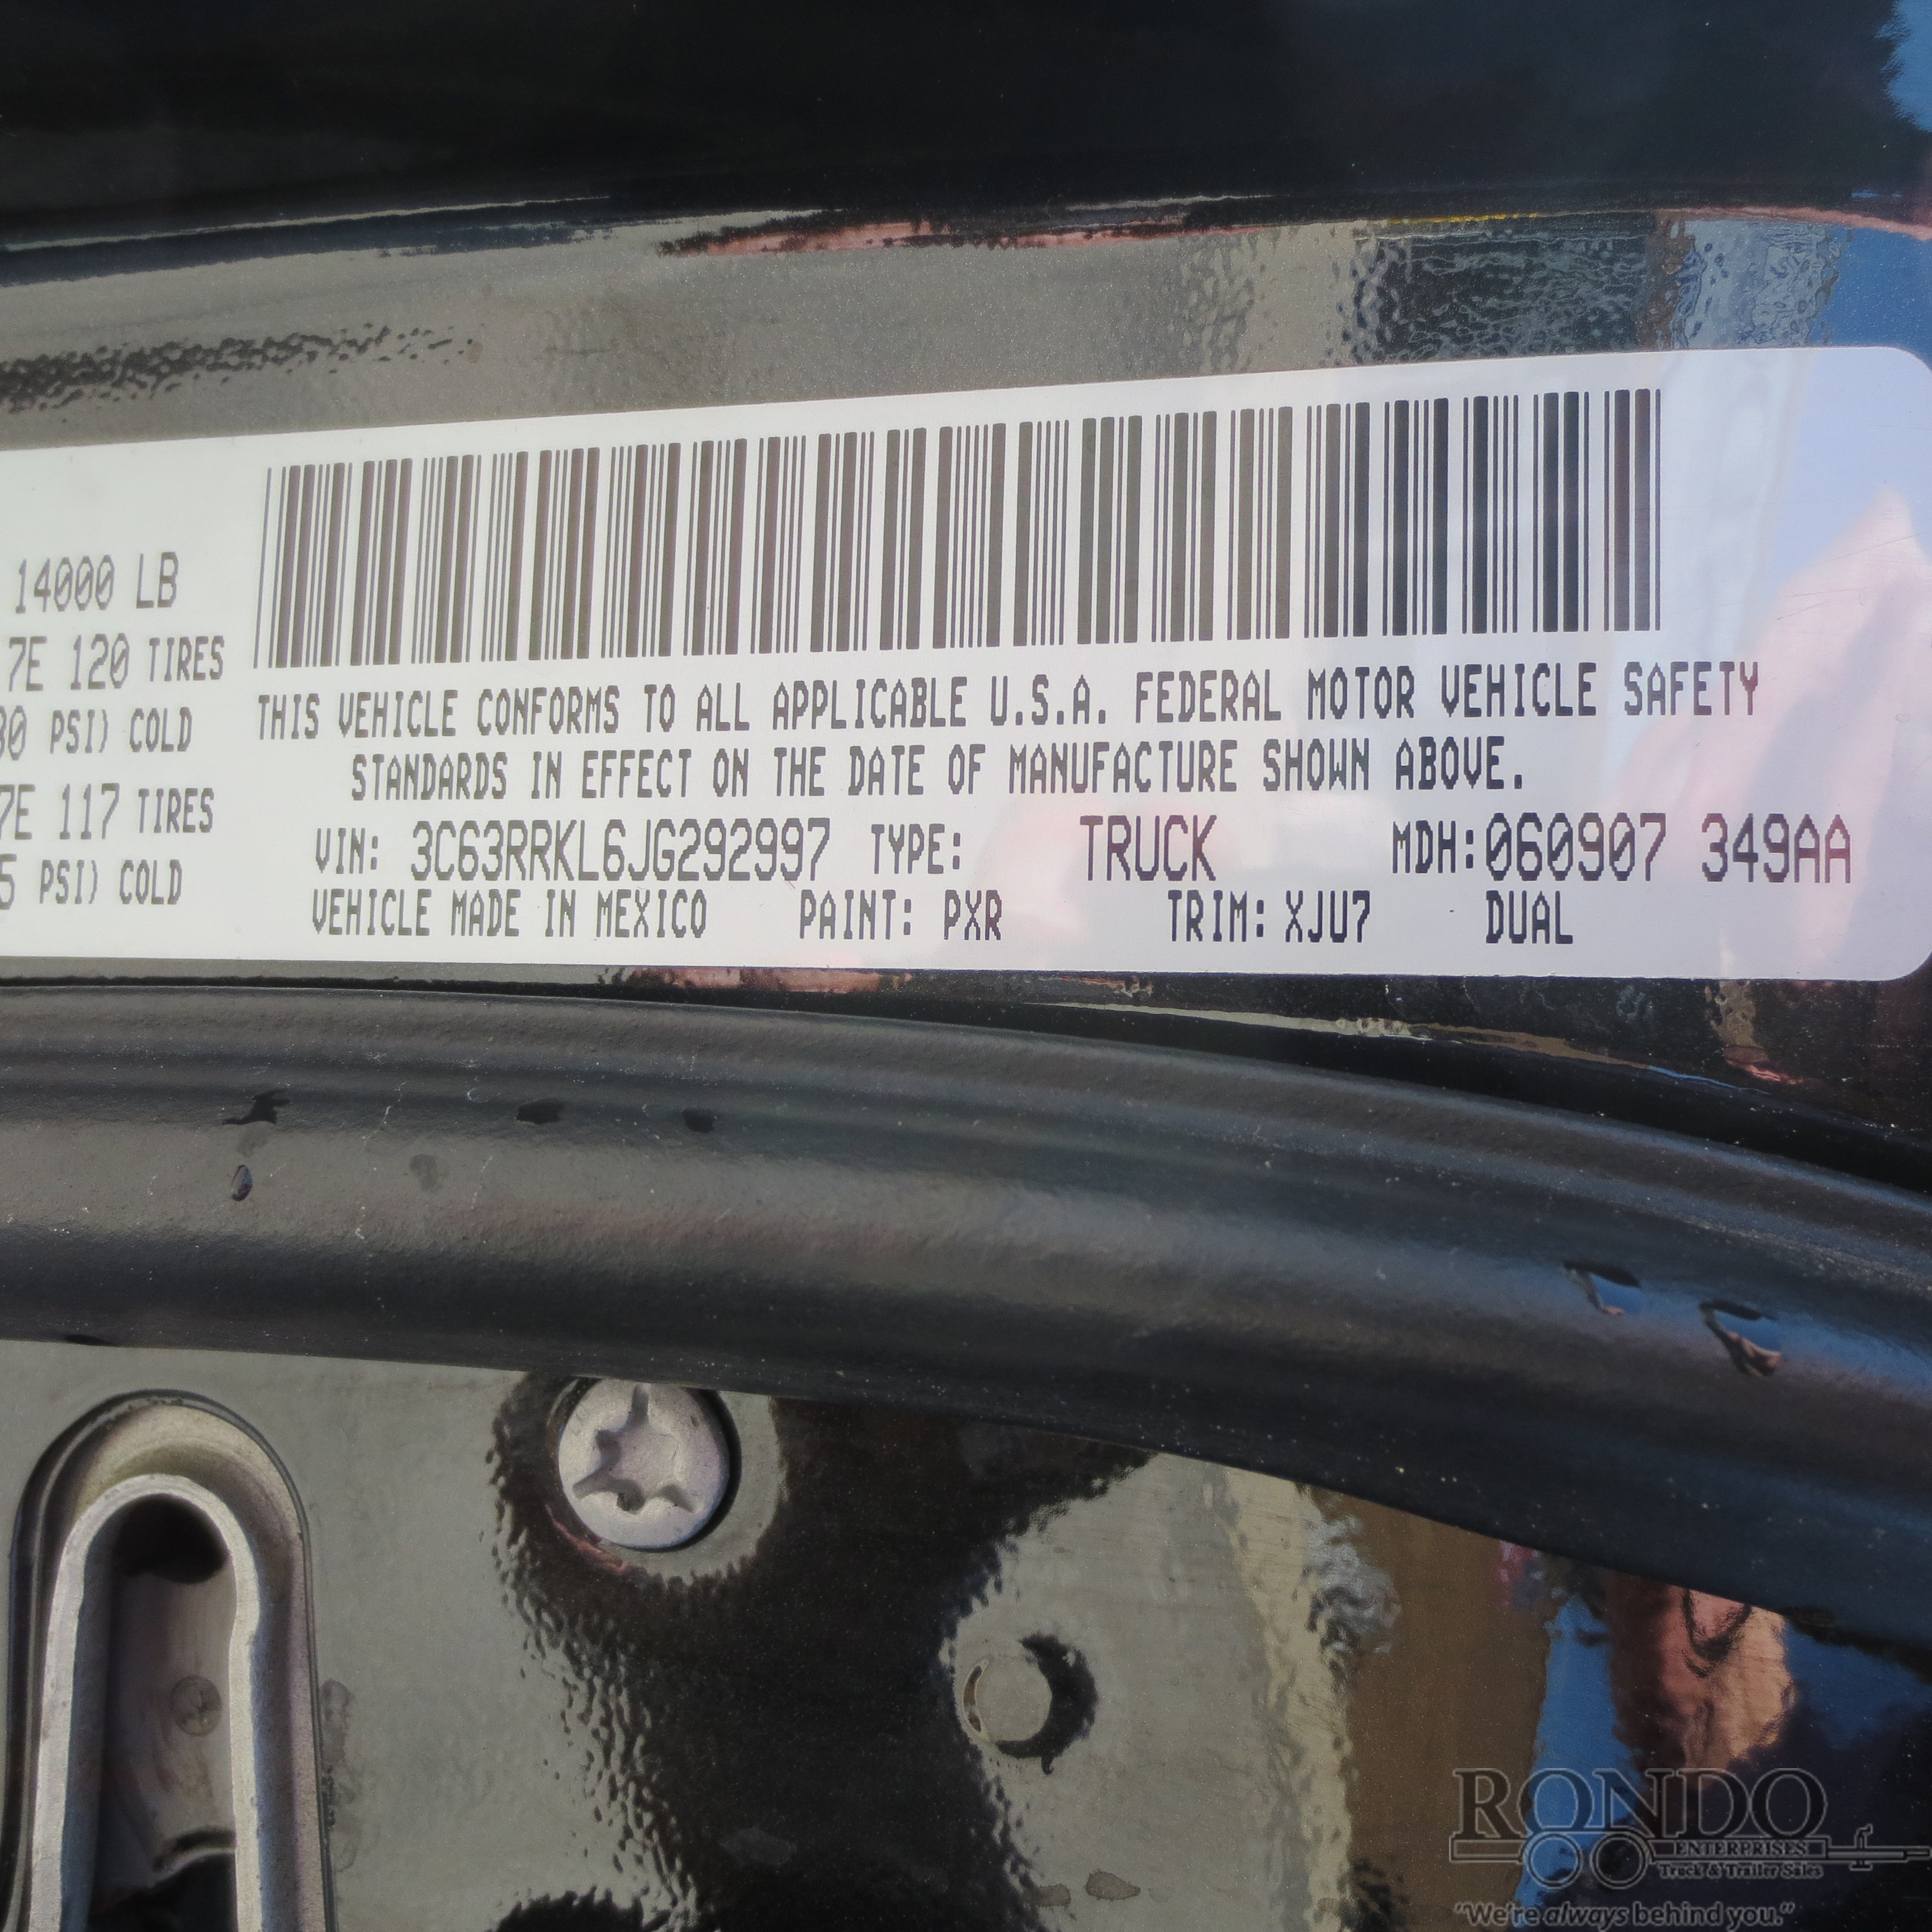 14000 LB
7E 120 TIRES
80 PSI) COLD
7E 117 TIRES
5 PSI) COLD
THIS VEHICLE CONFORMS TO ALL APPLICABLE U.S.A. FEDERAL MOTOR VEHICLE SAFETY
STANDARDS IN EFFECT ON THE DATE OF MANUFACTURE SHOWN ABOVE.
VIN: 3C63RRKL6JG292997 TYPE: TRUCK MDH:060907 349AA
VEHICLE MADE IN MEXICO PAINT: PXR TRIM: XJU7 DUAL
RONDO
ENTERPRISES
Truck & Trailer Sales
"We're always behind you."